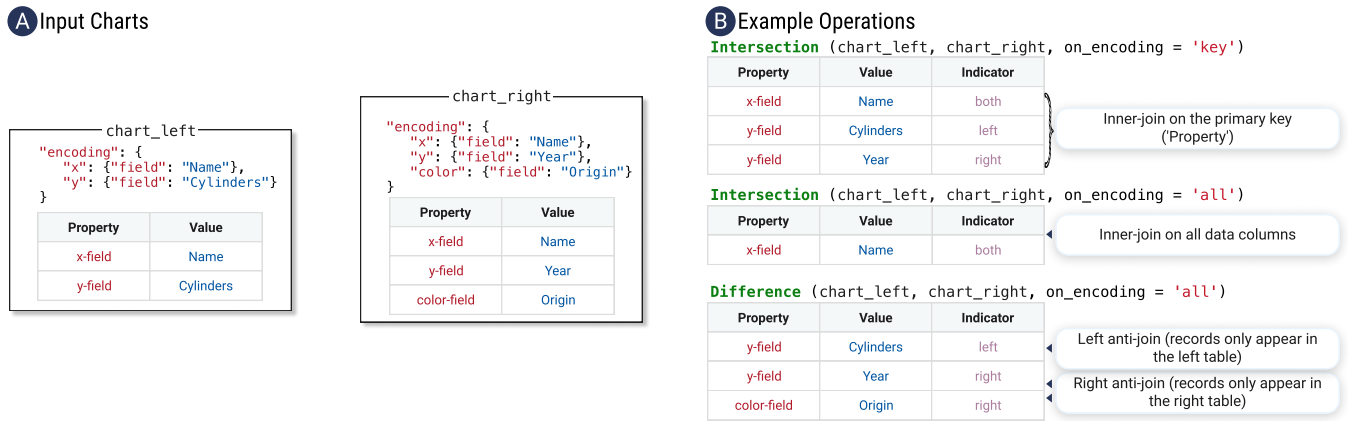 A Input Charts
chart_left
"encoding": {
"x": {"field": "Name"},
"y": {"field": "Cylinders"}
}
Property Value
x-field Name
y-field Cylinders
chart_right
"encoding": {
"x": {"field": "Name"},
"y": {"field": "Year"},
"color": {"field": "Origin"}
}
Property Value
x-field Name
y-field Year
color-field Origin
B Example Operations
Intersection (chart_left, chart_right, on_encoding = 'key')
Property Value Indicator
x-field Name both
y-field Cylinders left
y-field Year right
Inner-join on the primary key
('Property')
Intersection (chart_left, chart_right, on_encoding = 'all')
Property Value Indicator
x-field Name both
Inner-join on all data columns
Difference (chart_left, chart_right, on_encoding = 'all')
Property Value Indicator
y-field Cylinders left
y-field Year right
color-field Origin right
Left anti-join (records only appear in
the left table)
Right anti-join (records only appear in
the right table)